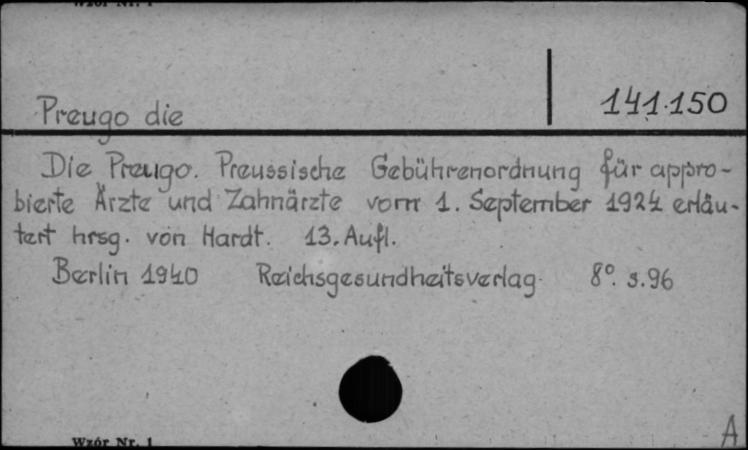 Wzór Nr. 1
141.150
Preugo die
Die Preugo. Preussische Gebührenordnung für appro-
bierte Ärzte und Zahnärzte vom 1. September 1924 erläu-
tert hrsg. von Hardt. 13. Aufl.
Berlin 1940 Reichsgesundheitsverlag. 8°. s. 96
A
Wzór Nr. 1